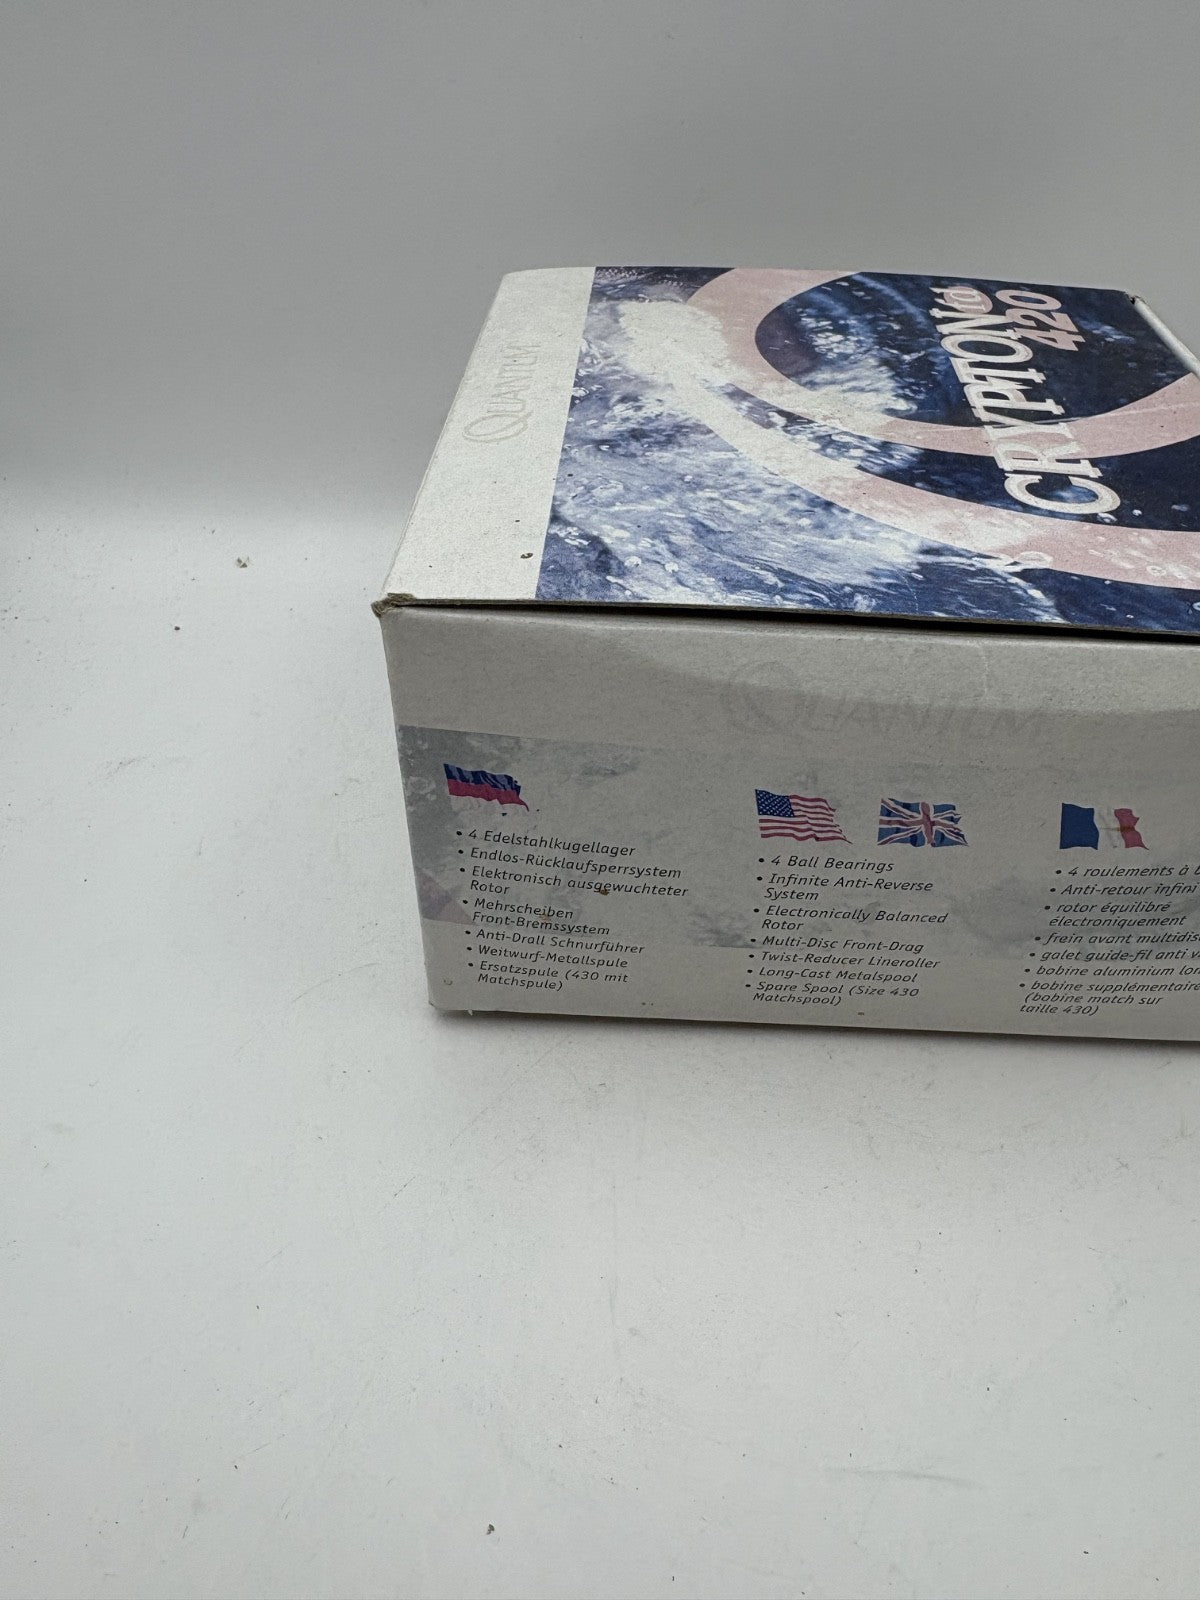 QUANTUM
CRYPTON fd
420
QUANTUM
• 4 Edelstahlkugellager
• Endlos-Rücklaufsperrsystem
• Elektronisch ausgewuchteter
Rotor
• Mehrscheiben
Front-Bremssystem
• Anti-Drall Schnurführer
• Weitwurf-Metallspule
• Ersatzspule (430 mit
Matchspule)
• 4 Ball Bearings
• Infinite Anti-Reverse
System
• Electronically Balanced
Rotor
• Multi-Disc Front-Drag
• Twist-Reducer Lineroller
• Long-Cast Metalspool
• Spare Spool (Size 430
Matchspool)
• 4 roulements à
• Anti-retour infini
• rotor équilibré
électroniquement
• frein avant
• galet guide-fil anti
• bobine aluminium
• bobine supplémentaire
(bobine match sur
taille 430)